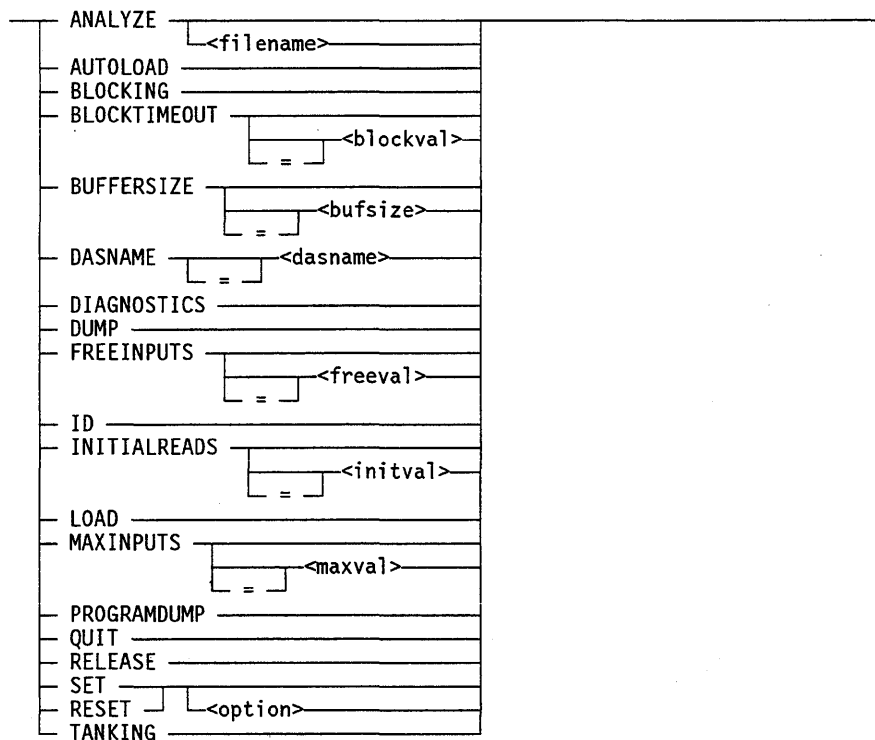 ANALYZE
<filename>
AUTOLOAD
BLOCKING
BLOCKTIMEOUT
<blockval>
=
BUFFERSIZE
<bufsize>
=
DASNAME <dasname>
=
DIAGNOSTICS
DUMP
FREEINPUTS
<freeval>
=
ID
INITIALREADS
<initval>
=
LOAD
MAXINPUTS
<maxval>
=
PROGRAMDUMP
QUIT
RELEASE
SET
RESET <option>
TANKING